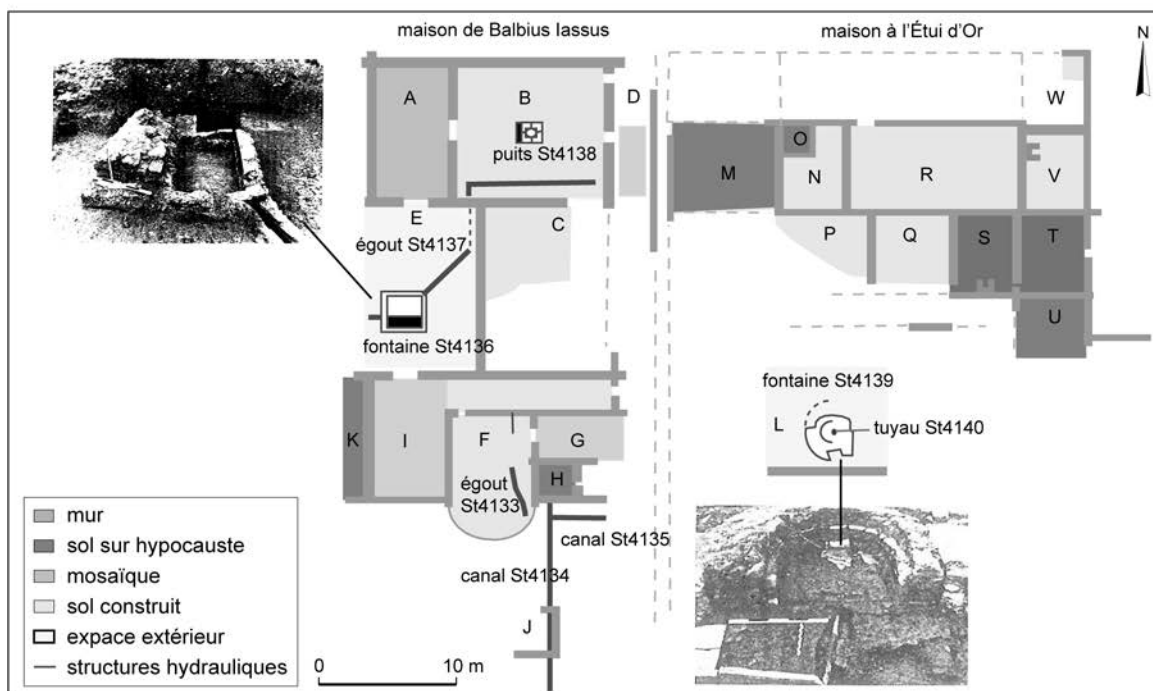 maison de Balbius Iassus
maison à l'Étui d'Or
N
A
B
D
W
puits St4138
O
M
N
R
V
E
C
égout St4137
P
Q
S
T
U
fontaine St4136
fontaine St4139
L
tuyau St4140
K
I
F
G
H
égout
St4133
canal St4135
canal St4134
J
mur
sol sur hypocauste
mosaïque
sol construit
espace extérieur
structures hydrauliques
0
10 m